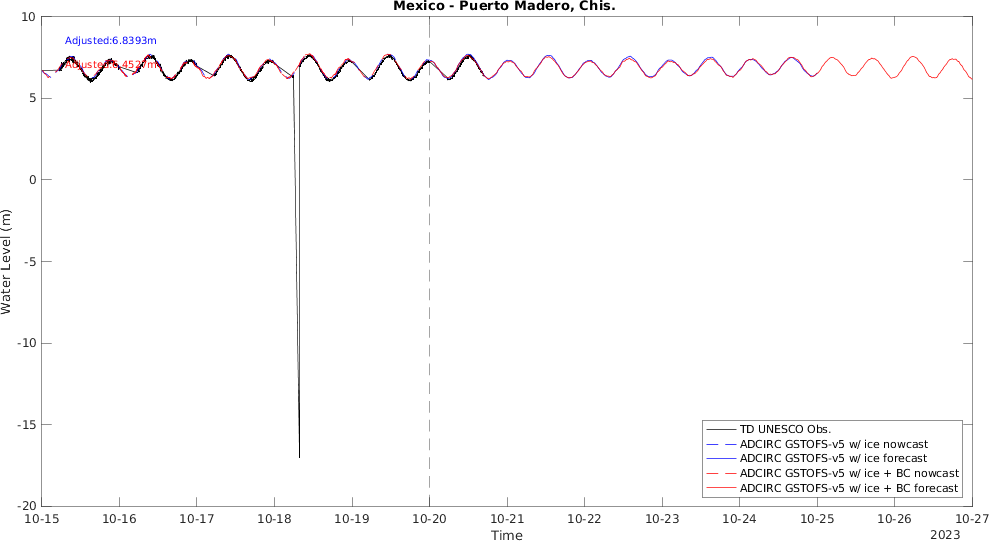 Mexico - Puerto Madero, Chis.
10
5
0
-5
-10
-15
-20
Water Level (m)
Adjusted:6.8393m
Adjusted:6.4527m
TD UNESCO Obs.
ADCIRC GSTOFS-v5 w/ ice nowcast
ADCIRC GSTOFS-v5 w/ ice forecast
ADCIRC GSTOFS-v5 w/ ice + BC nowcast
ADCIRC GSTOFS-v5 w/ ice + BC forecast
10-15 10-16 10-17 10-18 10-19 10-20 10-21 10-22 10-23 10-24 10-25 10-26 10-27
Time
2023